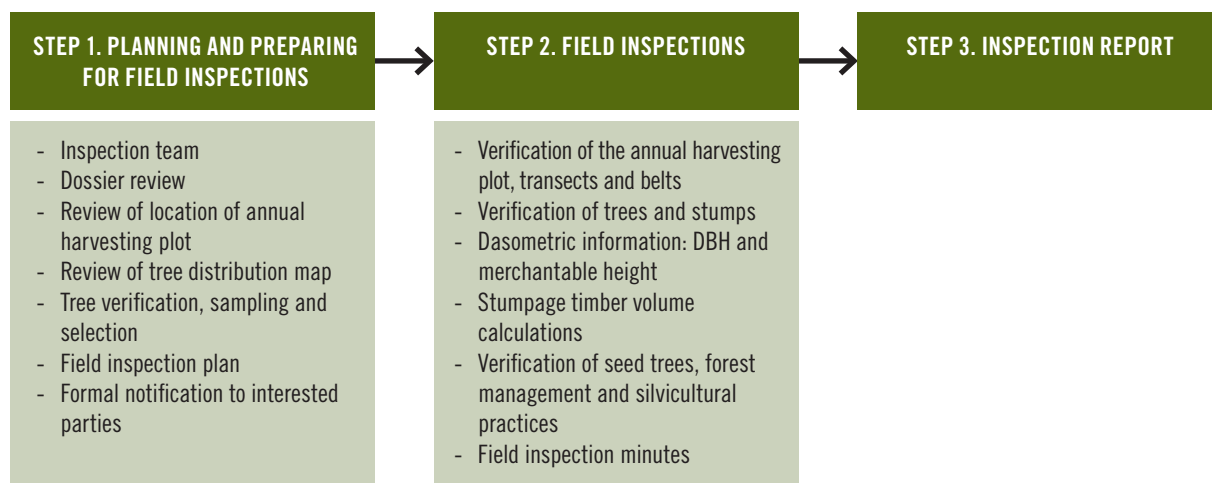 STEP 1. PLANNING AND PREPARING
FOR FIELD INSPECTIONS
- Inspection team
- Dossier review
- Review of location of annual
harvesting plot
- Review of tree distribution map
- Tree verification, sampling and
selection
- Field inspection plan
- Formal notification to interested
parties
STEP 2. FIELD INSPECTIONS
- Verification of the annual harvesting
plot, transects and belts
- Verification of trees and stumps
- Dasometric information: DBH and
merchantable height
- Stumpage timber volume
calculations
- Verification of seed trees, forest
management and silvicultural
practices
- Field inspection minutes
STEP 3. INSPECTION REPORT